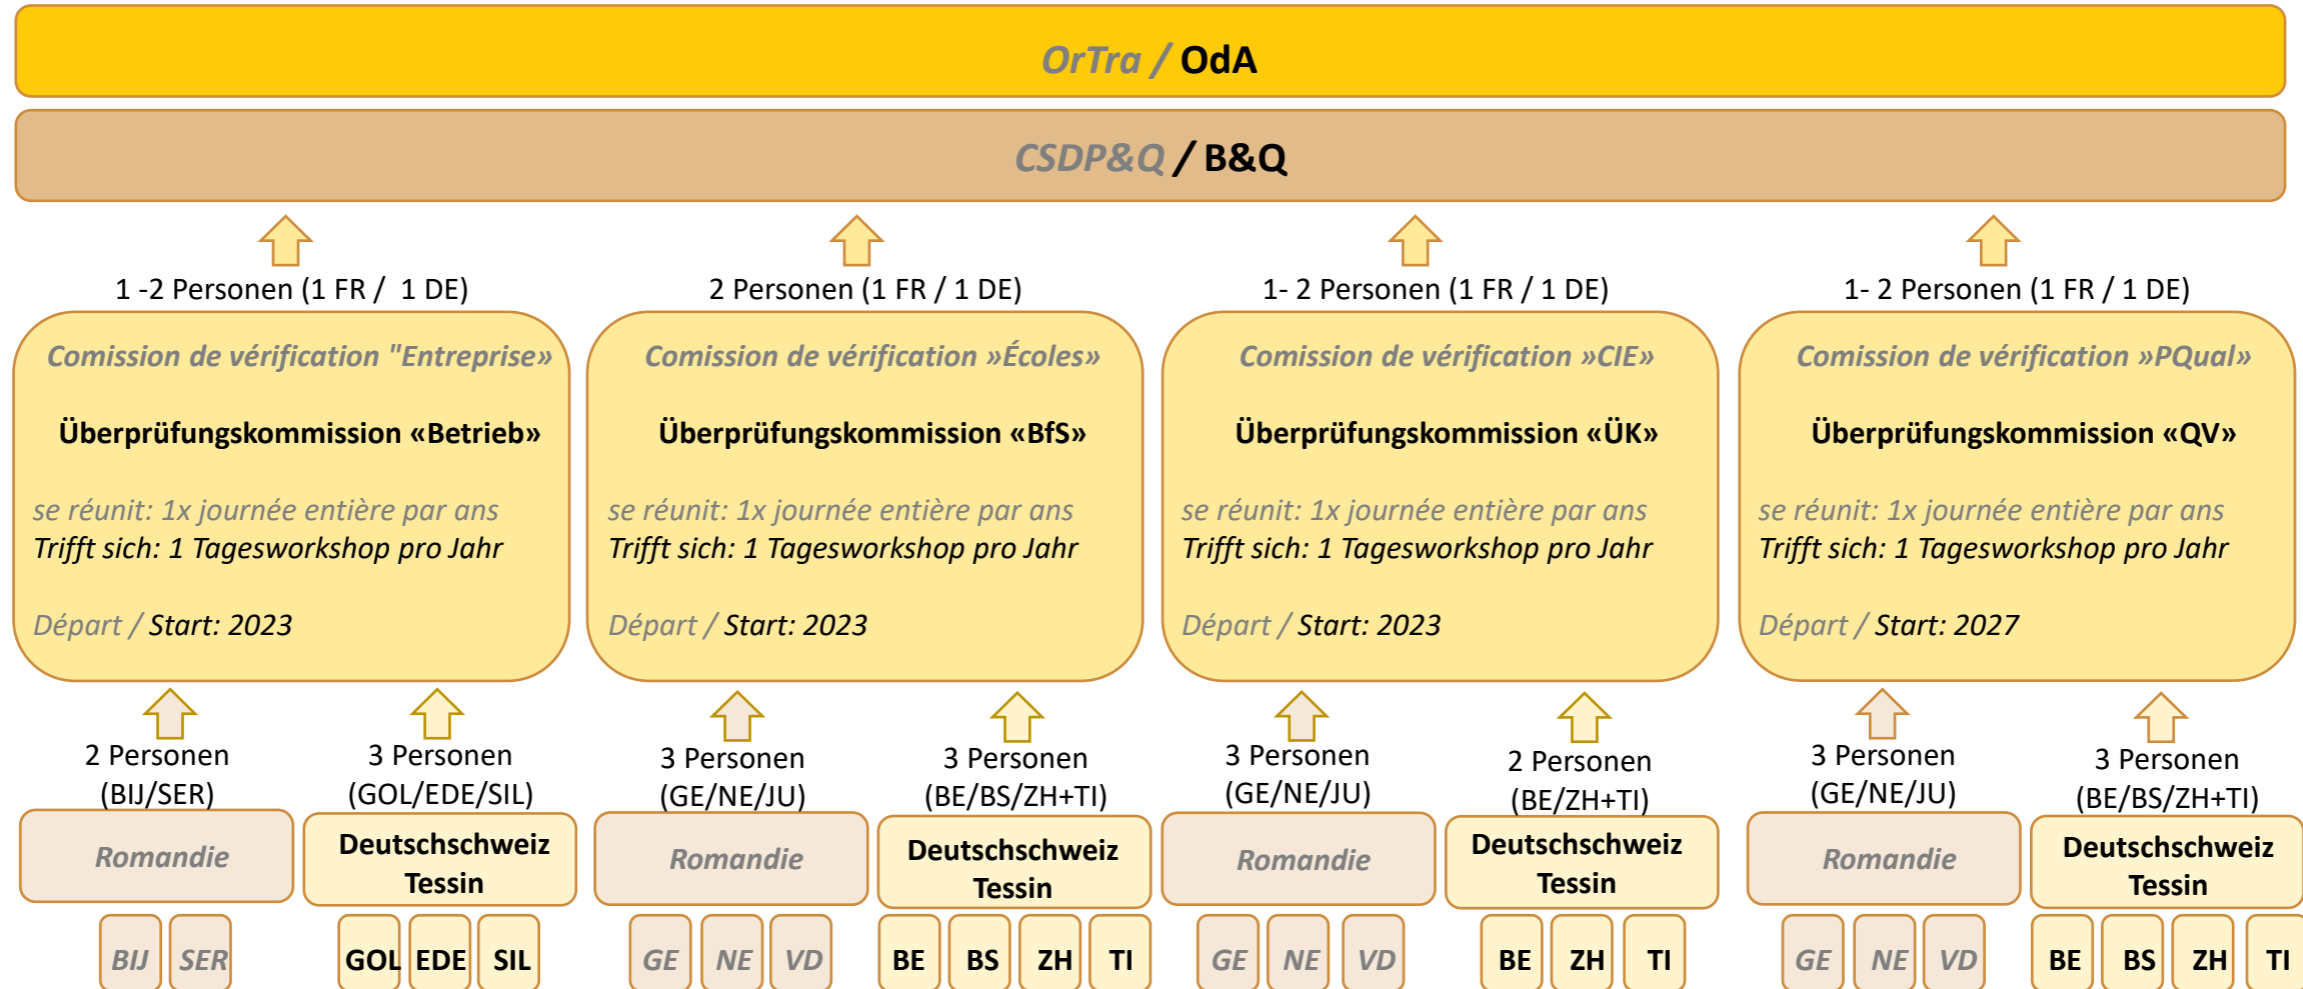 OrTra / OdA
CSDP&Q / B&Q
1 -2 Personen (1 FR / 1 DE)
2 Personen (1 FR / 1 DE)
1- 2 Personen (1 FR / 1 DE)
1- 2 Personen (1 FR / 1 DE)
Comission de vérification "Entreprise»
Überprüfungskommission «Betrieb»
se réunit: 1x journée entière par ans
Trifft sich: 1 Tagesworkshop pro Jahr
Départ / Start: 2023
Comission de vérification »Écoles»
Überprüfungskommission «BfS»
se réunit: 1x journée entière par ans
Trifft sich: 1 Tagesworkshop pro Jahr
Départ / Start: 2023
Comission de vérification »CIE»
Überprüfungskommission «ÜK»
se réunit: 1x journée entière par ans
Trifft sich: 1 Tagesworkshop pro Jahr
Départ / Start: 2023
Comission de vérification »PQual»
Überprüfungskommission «QV»
se réunit: 1x journée entière par ans
Trifft sich: 1 Tagesworkshop pro Jahr
Départ / Start: 2027
2 Personen
(BIJ/SER)
Romandie
BIJ
SER
3 Personen
(GOL/EDE/SIL)
Deutschschweiz
Tessin
GOL
EDE
SIL
3 Personen
(GE/NE/JU)
Romandie
GE
NE
VD
3 Personen
(BE/BS/ZH+TI)
Deutschschweiz
Tessin
BE
BS
ZH
TI
3 Personen
(GE/NE/JU)
Romandie
GE
NE
VD
2 Personen
(BE/ZH+TI)
Deutschschweiz
Tessin
BE
ZH
TI
3 Personen
(GE/NE/JU)
Romandie
GE
NE
VD
3 Personen
(BE/BS/ZH+TI)
Deutschschweiz
Tessin
BE
BS
ZH
TI